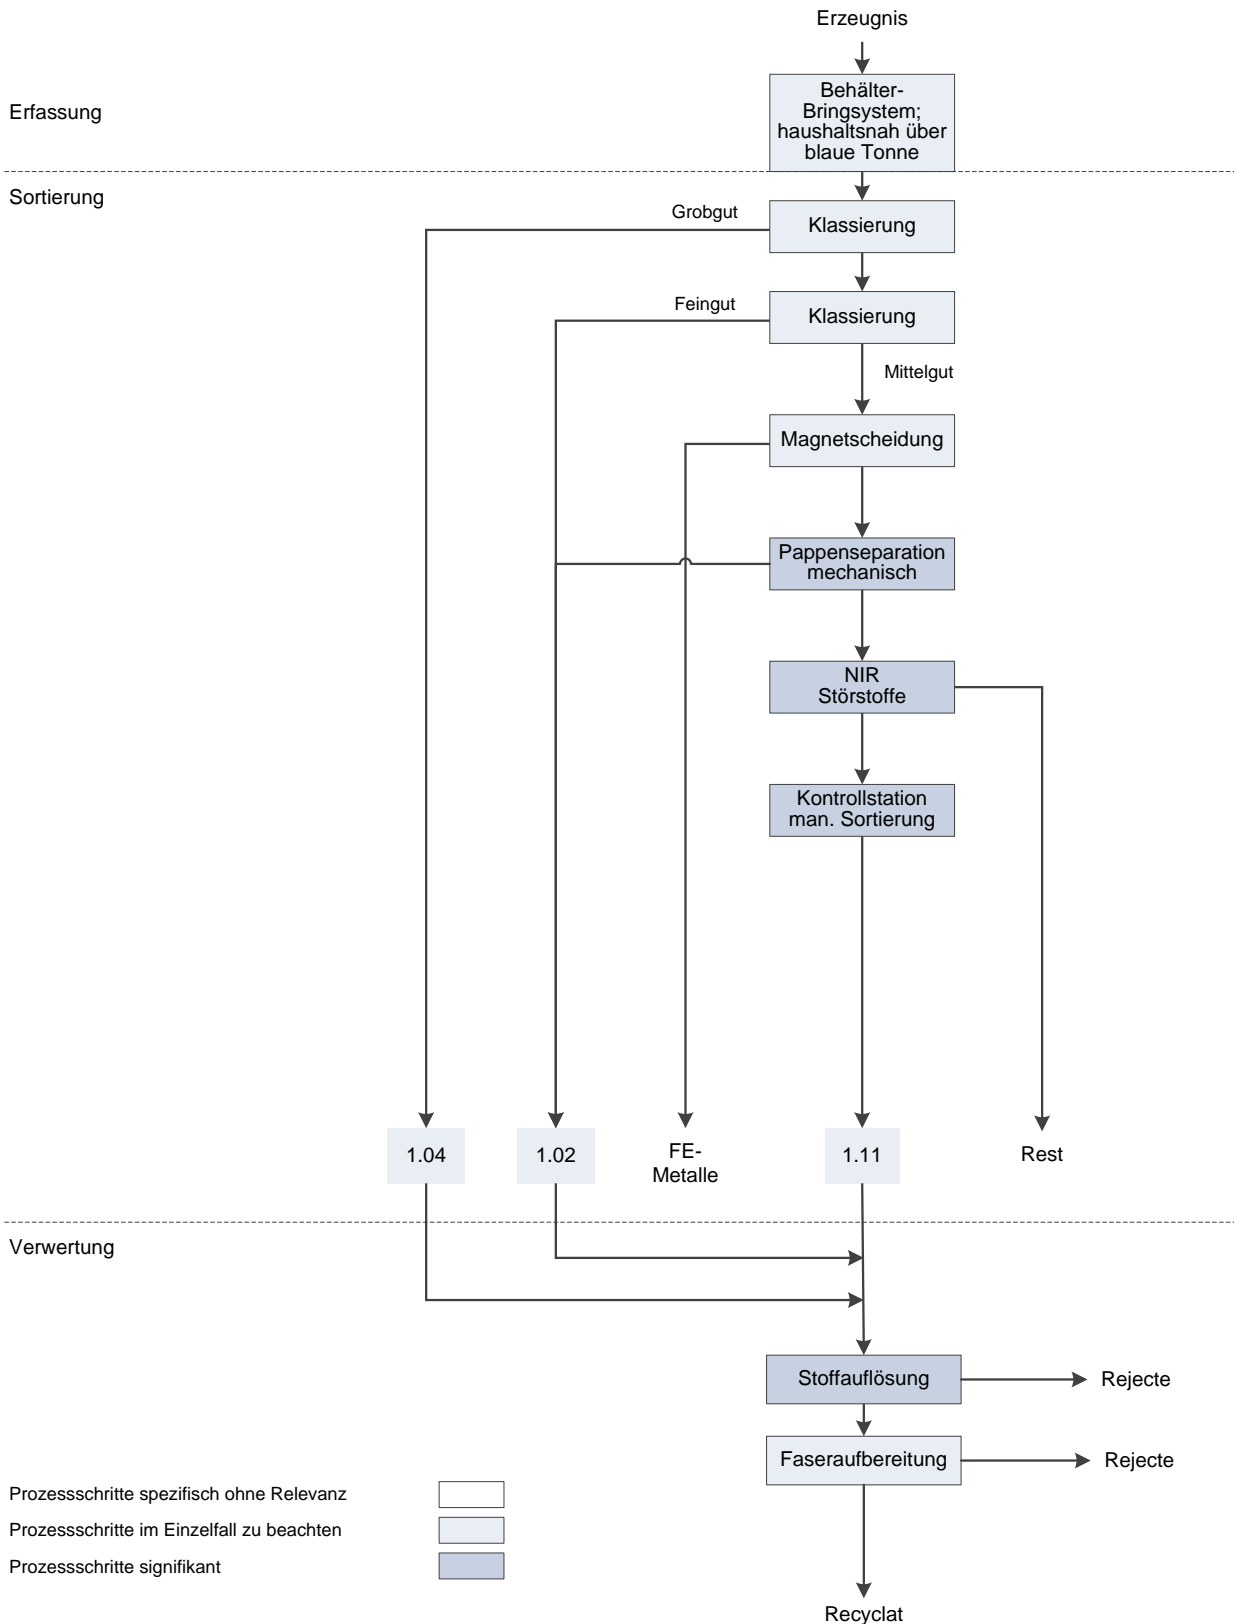 Erzeugnis
Erfassung
Behälter-
Bringsystem;
haushaltsnah über
blaue Tonne
Sortierung
Grobgut
Klassierung
Feingut
Klassierung
Mittelgut
Magnetscheidung
Pappenseparation
mechanisch
NIR
Störstoffe
Kontrollstation
man. Sortierung
1.04
1.02
FE-
Metalle
1.11
Rest
Verwertung
Stoffauflösung
Rejecte
Faseraufbereitung
Rejecte
Prozessschritte spezifisch ohne Relevanz
Prozessschritte im Einzelfall zu beachten
Prozessschritte signifikant
Recyclat